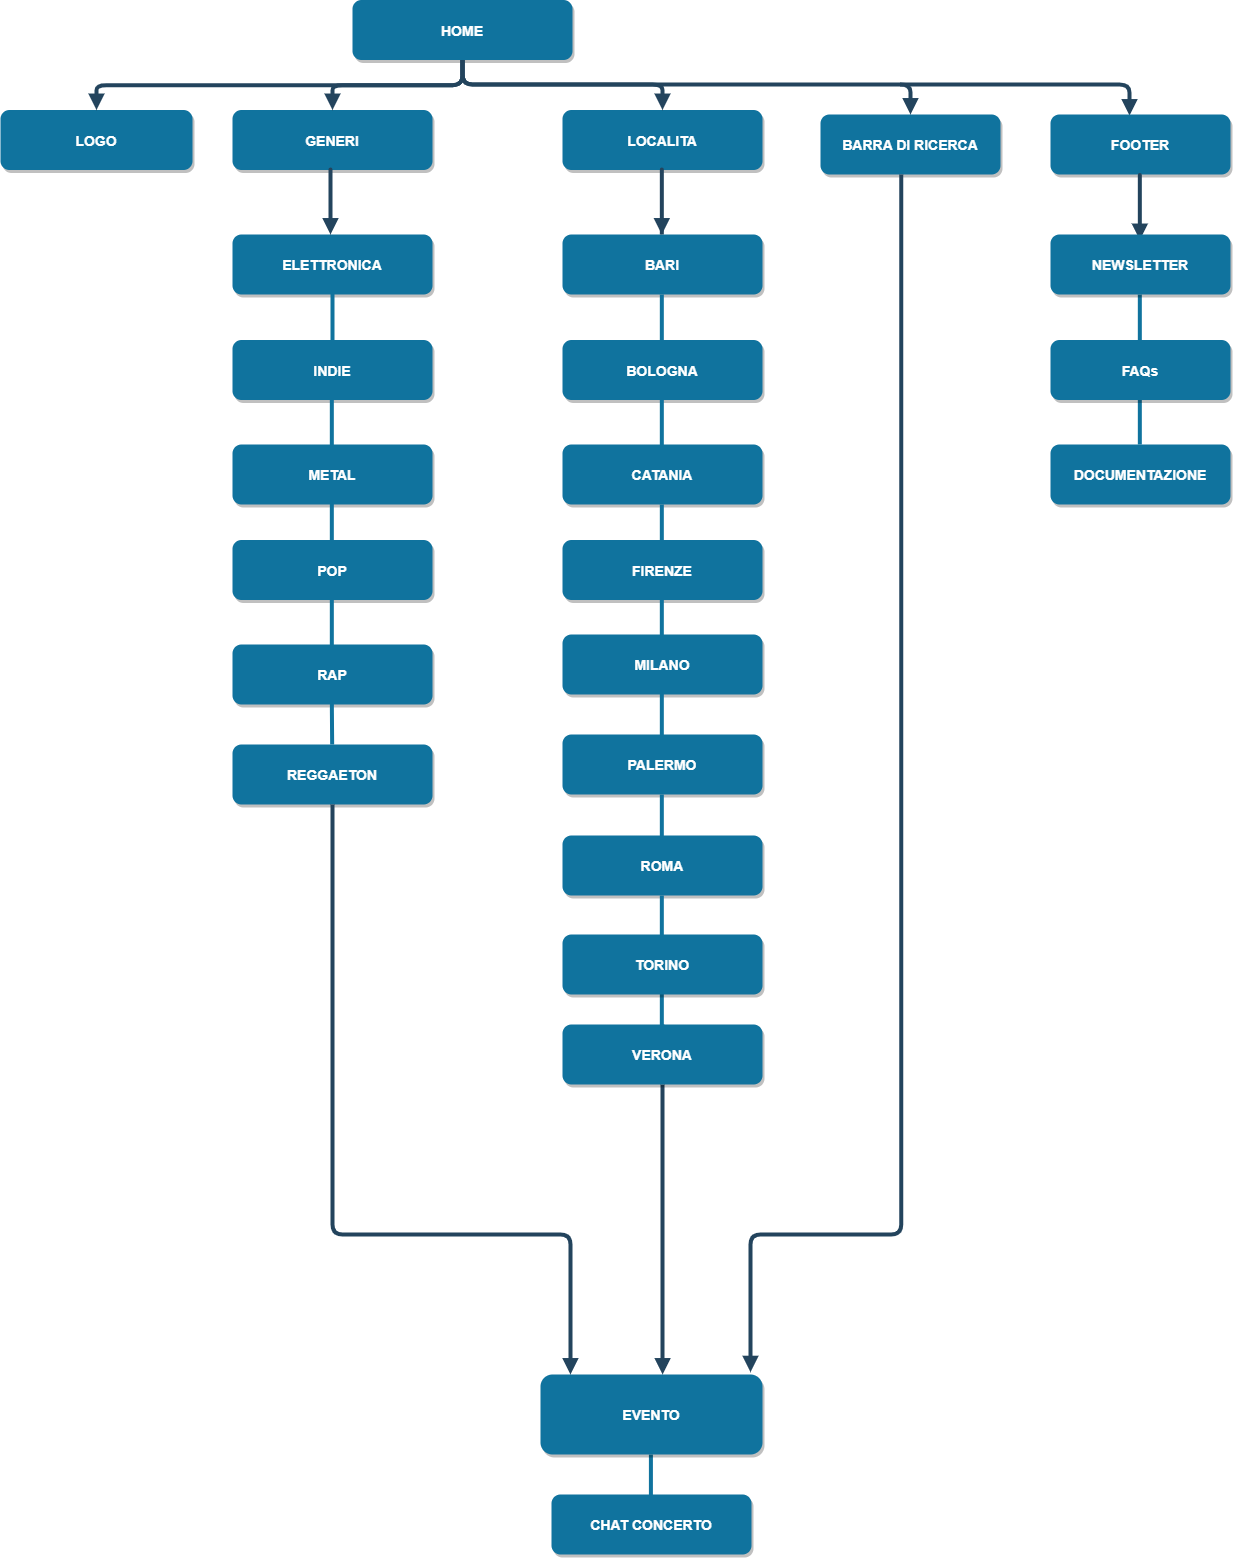 HOME
LOGO
GENERI
LOCALITA
BARRA DI RICERCA
FOOTER
ELETTRONICA
BARI
NEWSLETTER
INDIE
BOLOGNA
FAQs
METAL
CATANIA
DOCUMENTAZIONE
POP
FIRENZE
RAP
MILANO
REGGAETON
PALERMO
ROMA
TORINO
VERONA
EVENTO
CHAT CONCERTO